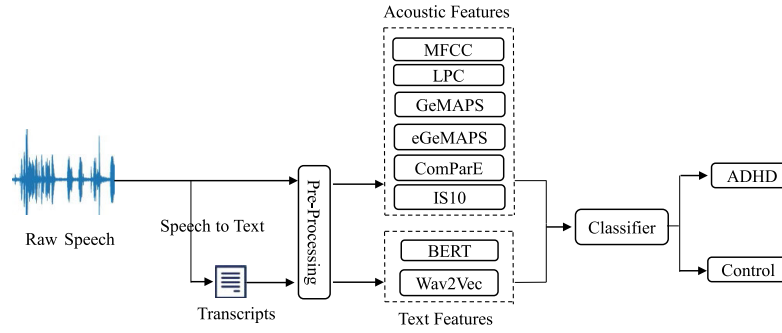 Acoustic Features
MFCC
LPC
GeMAPS
eGeMAPS
ComParE
IS10
Raw Speech
Speech to Text
Transcripts
Pre-Processing
BERT
Wav2Vec
Text Features
Classifier
ADHD
Control